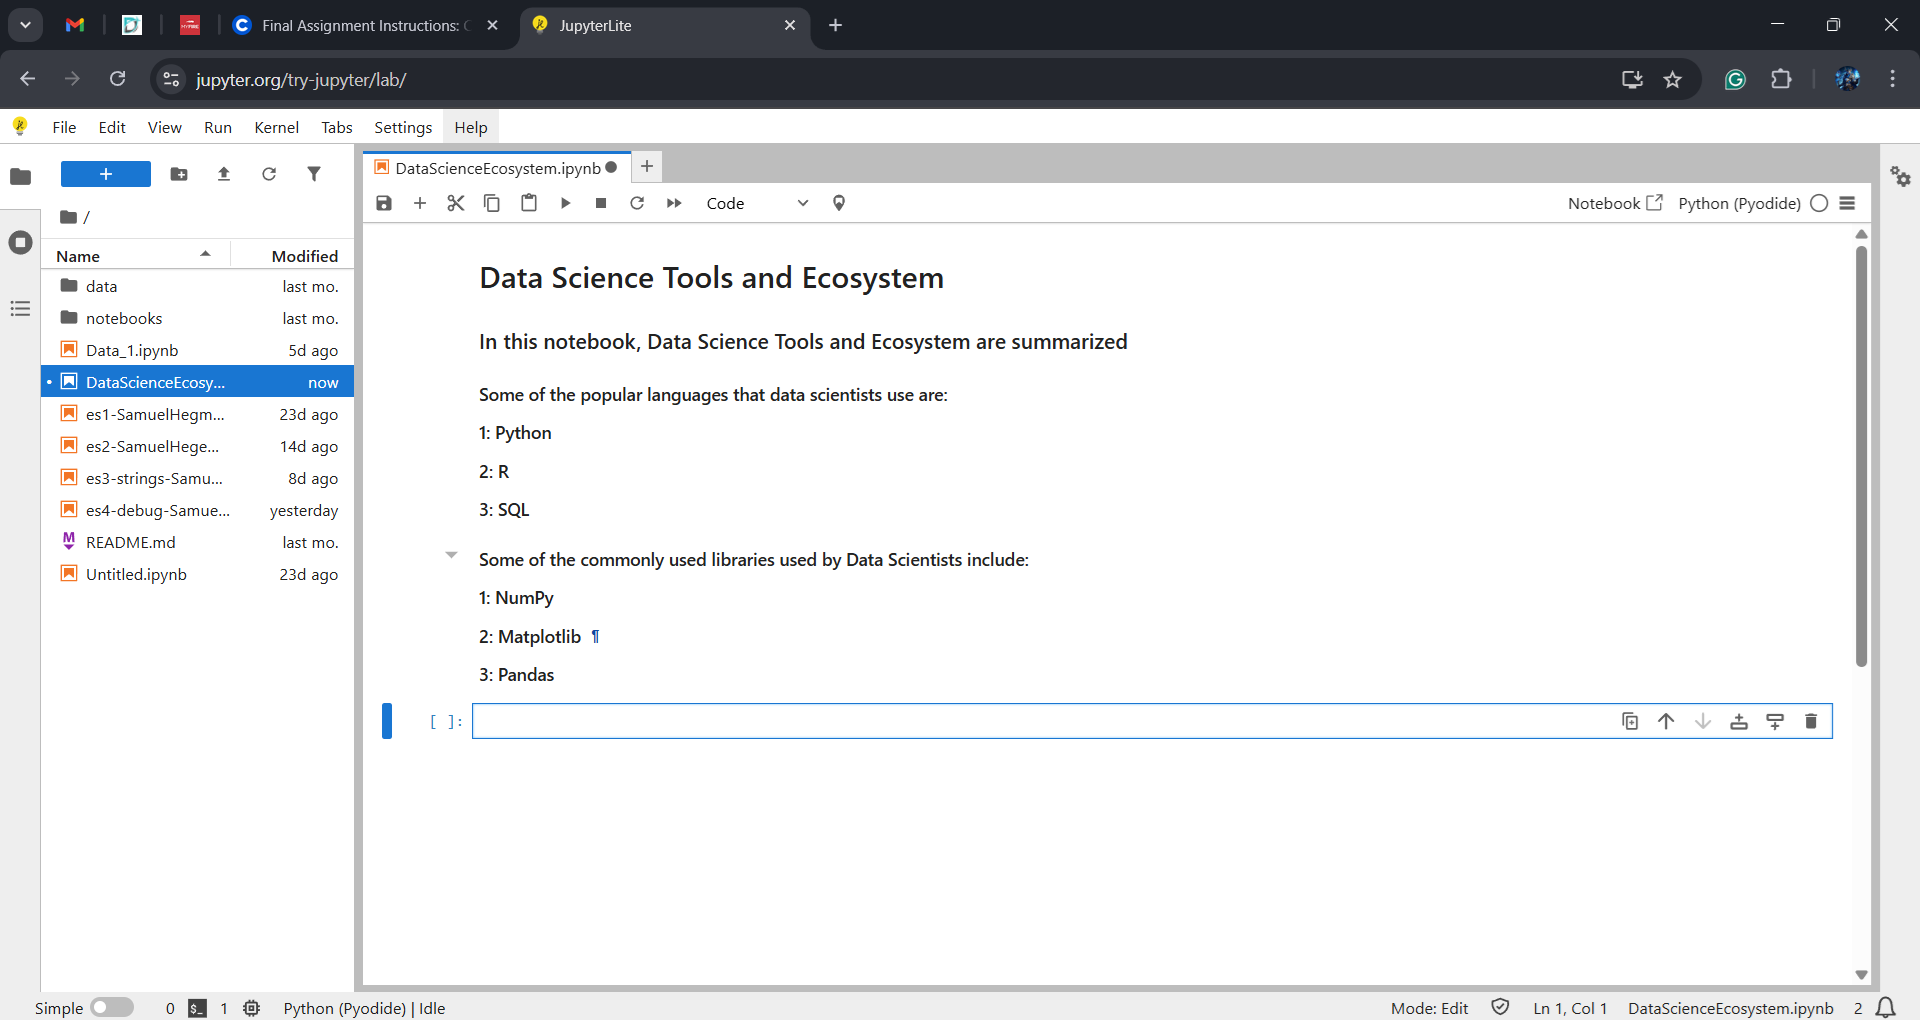 Final Assignment Instructions: C
JupyterLite
jupyter.org/try-jupyter/lab/
File Edit View Run Kernel Tabs Settings Help
DataScienceEcosystem.ipynb
Code
Notebook
Python (Pyodide)
/
Name Modified
data last mo.
notebooks last mo.
Data_1.ipynb 5d ago
DataScienceEcosy... now
es1-SamuelHegm... 23d ago
es2-SamuelHege... 14d ago
es3-strings-Samu... 8d ago
es4-debug-Samue... yesterday
README.md last mo.
Untitled.ipynb 23d ago
Data Science Tools and Ecosystem
In this notebook, Data Science Tools and Ecosystem are summarized
Some of the popular languages that data scientists use are:
1: Python
2: R
3: SQL
Some of the commonly used libraries used by Data Scientists include:
1: NumPy
2: Matplotlib ¶
3: Pandas
[ ]:
Simple 0 $_ 1 Python (Pyodide) | Idle
Mode: Edit Ln 1, Col 1 DataScienceEcosystem.ipynb 2